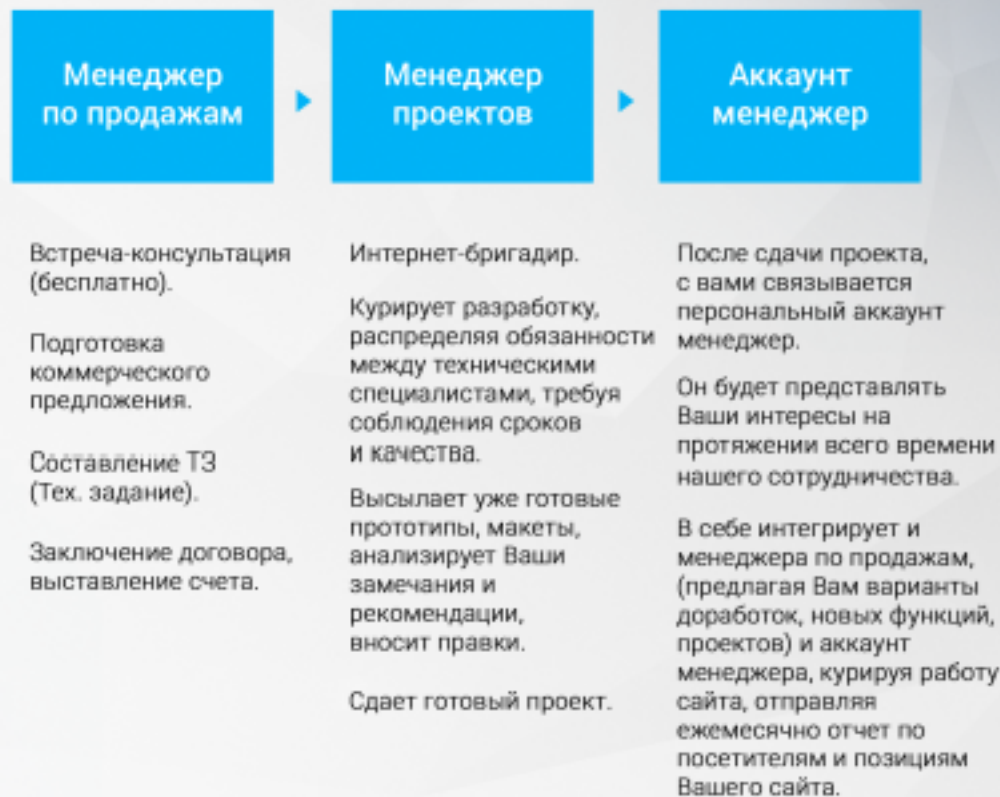 Менеджер
по продажам
Менеджер
проектов
Аккаунт
менеджер
Встреча-консультация
(бесплатно).
Подготовка
коммерческого
предложения.
Составление ТЗ
(Тех. задание).
Заключение договора,
выставление счета.
Интернет-бригадир.
Курирует разработку,
распределяя обязанности
между техническими
специалистами, требуя
соблюдения сроков
и качества.
Высылает уже готовые
прототипы, макеты,
анализирует Ваши
замечания и
рекомендации,
вносит правки.
Сдает готовый проект.
После сдачи проекта,
с вами связывается
персональный аккаунт
менеджер.
Он будет представлять
Ваши интересы на
протяжении всего времени
нашего сотрудничества.
В себе интегрирует и
менеджера по продажам,
(предлагая Вам варианты
доработок, новых функций,
проектов) и аккаунт
менеджера, курируя работу
сайта, отправляя
ежемесячно отчет по
посетителям и позициям
Вашего сайта.